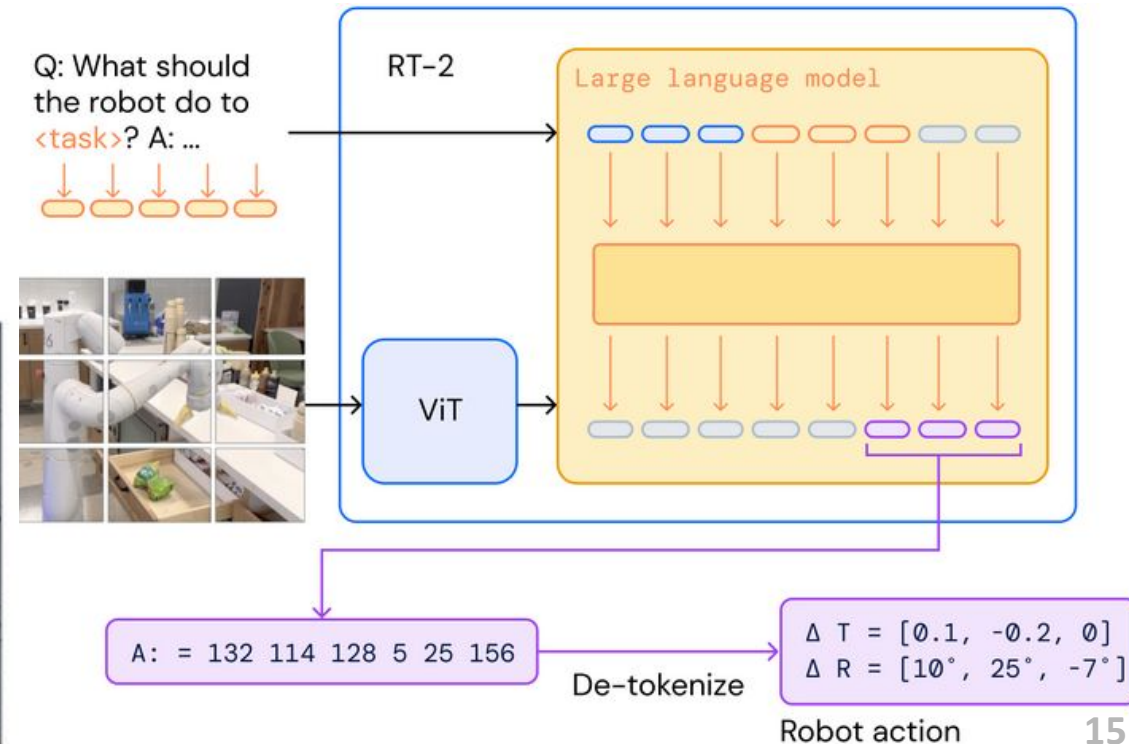 Q: What should
the robot do to
<task>? A: ...
RT-2
Large language model
ViT
A: = 132 114 128 5 25 156
De-tokenize
Δ T = [0.1, -0.2, 0]
Δ R = [10°, 25°, -7°]
Robot action
15